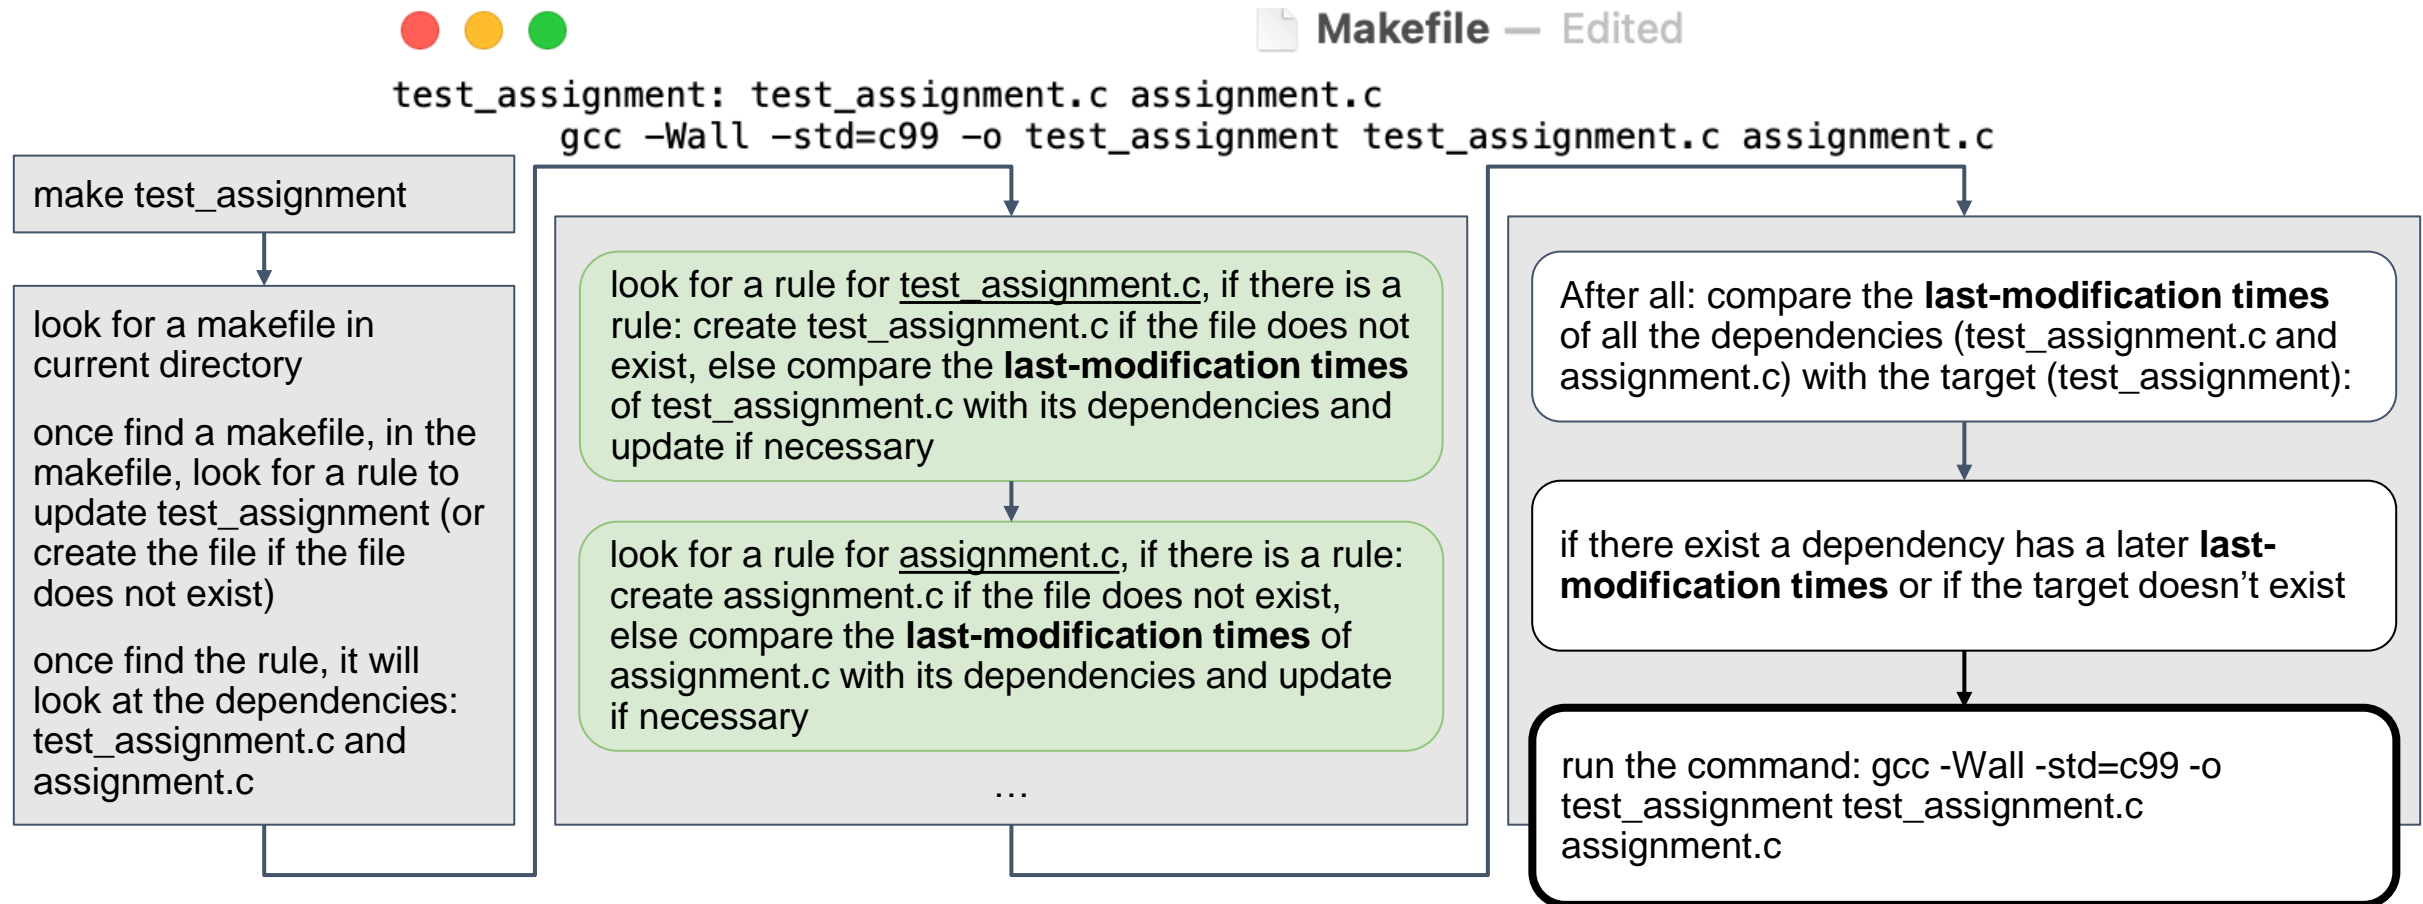 Makefile — Edited
test_assignment: test_assignment.c assignment.c
gcc -Wall -std=c99 -o test_assignment test_assignment.c assignment.c
make test_assignment
look for a makefile in
current directory
once find a makefile, in the
makefile, look for a rule to
update test_assignment (or
create the file if the file
does not exist)
once find the rule, it will
look at the dependencies:
test_assignment.c and
assignment.c
look for a rule for test_assignment.c, if there is a
rule: create test_assignment.c if the file does not
exist, else compare the last-modification times
of test_assignment.c with its dependencies and
update if necessary
look for a rule for assignment.c, if there is a rule:
create assignment.c if the file does not exist,
else compare the last-modification times of
assignment.c with its dependencies and update
if necessary
…
After all: compare the last-modification times
of all the dependencies (test_assignment.c and
assignment.c) with the target (test_assignment):
if there exist a dependency has a later last-
modification times or if the target doesn’t exist
run the command: gcc -Wall -std=c99 -o
test_assignment test_assignment.c
assignment.c